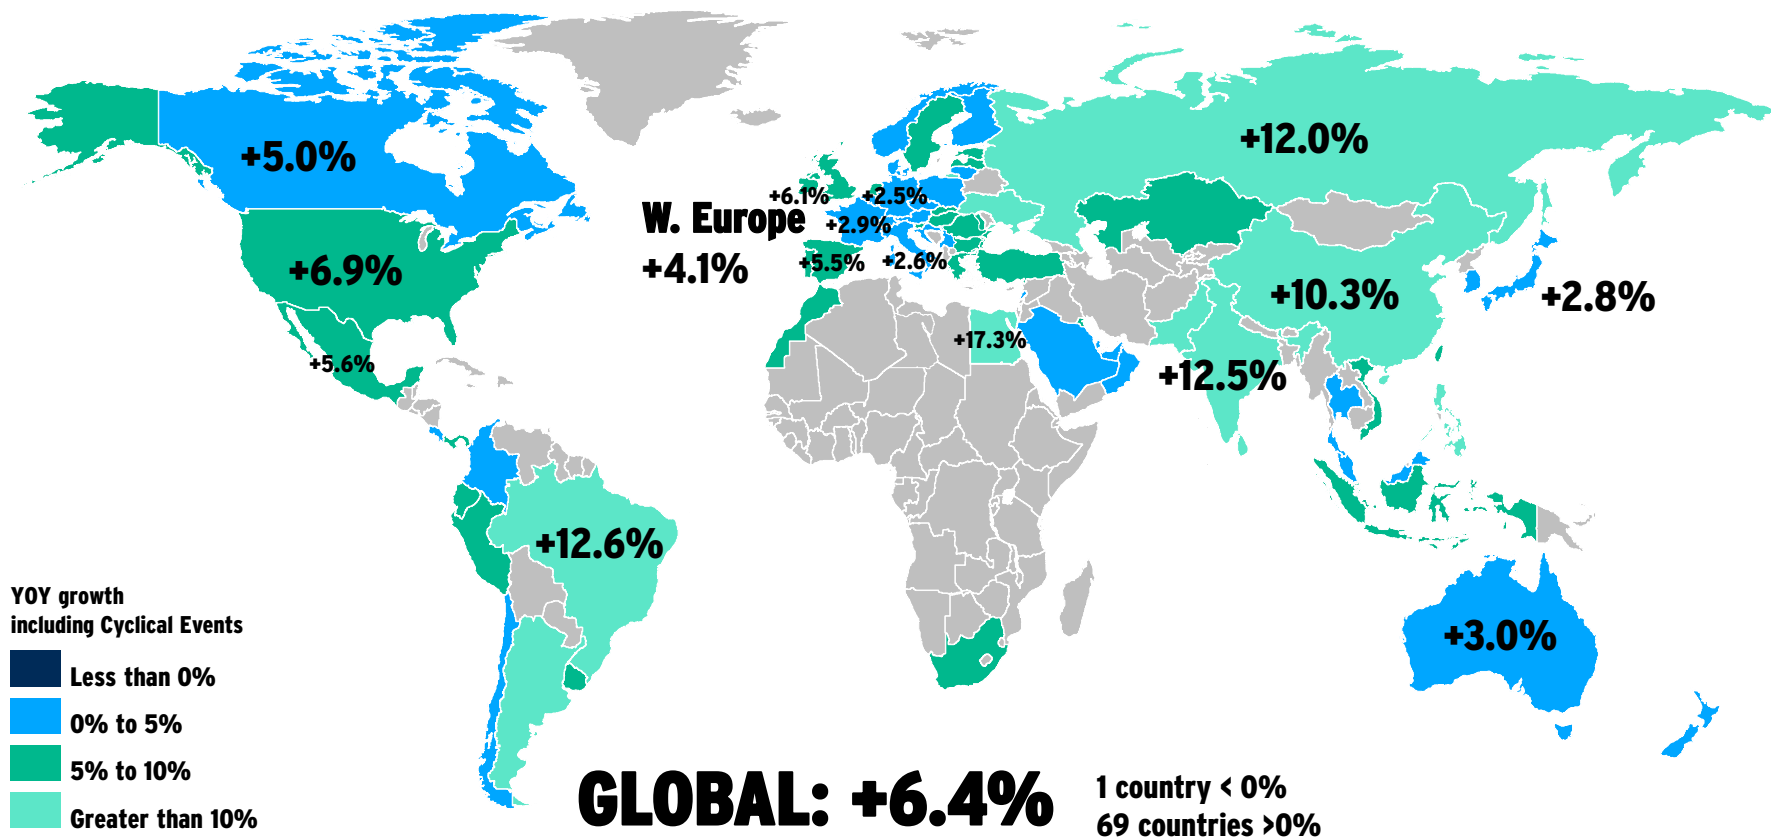 +5.0%
+12.0%
+6.1%
+2.5%
W. Europe
+2.9%
+4.1%
+5.5%
+2.6%
+6.9%
+10.3%
+2.8%
+17.3%
+5.6%
+12.5%
+12.6%
+3.0%
YOY growth
including Cyclical Events
Less than 0%
0% to 5%
5% to 10%
Greater than 10%
GLOBAL: +6.4%
1 country < 0%
69 countries >0%